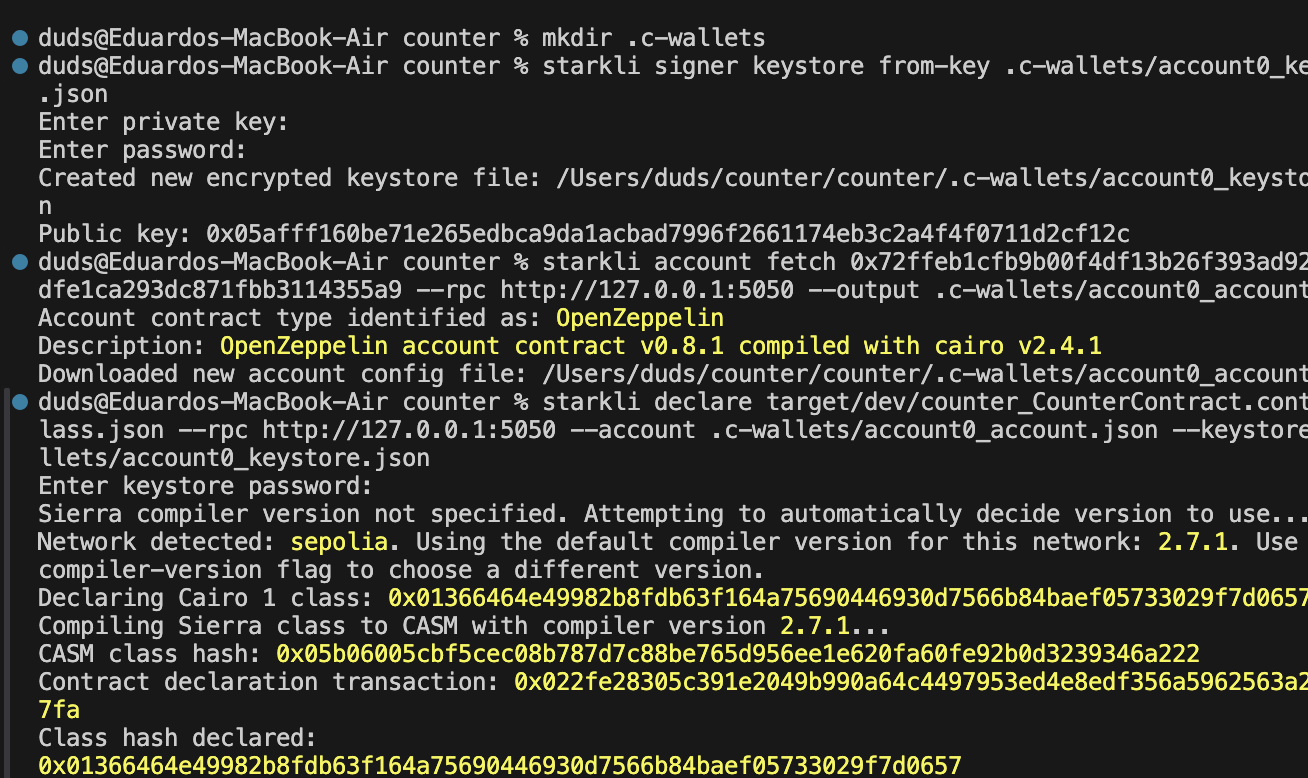 duds@Eduardos-MacBook-Air counter % mkdir .c-wallets
duds@Eduardos-MacBook-Air counter % starkli signer keystore from-key .c-wallets/account0_ke
.json
Enter private key:
Enter password:
Created new encrypted keystore file: /Users/duds/counter/counter/.c-wallets/account0_keysto
n
Public key: 0x05afff160be71e265edbca9da1acbad7996f2661174eb3c2a4f4f0711d2cf12c
duds@Eduardos-MacBook-Air counter % starkli account fetch 0x72ffeb1cfb9b00f4df13b26f393ad92
dfe1ca293dc871fbb3114355a9 --rpc http://127.0.0.1:5050 --output .c-wallets/account0_account
Account contract type identified as: OpenZeppelin
Description: OpenZeppelin account contract v0.8.1 compiled with cairo v2.4.1
Downloaded new account config file: /Users/duds/counter/counter/.c-wallets/account0_account
duds@Eduardos-MacBook-Air counter % starkli declare target/dev/counter_CounterContract.cont
lass.json --rpc http://127.0.0.1:5050 --account .c-wallets/account0_account.json --keystore
llets/account0_keystore.json
Enter keystore password:
Sierra compiler version not specified. Attempting to automatically decide version to use...
Network detected: sepolia. Using the default compiler version for this network: 2.7.1. Use
compiler-version flag to choose a different version.
Declaring Cairo 1 class: 0x01366464e49982b8fdb63f164a75690446930d7566b84baef05733029f7d0657
Compiling Sierra class to CASM with compiler version 2.7.1...
CASM class hash: 0x05b06005cbf5cec08b787d7c88be765d956ee1e620fa60fe92b0d3239346a222
Contract declaration transaction: 0x022fe28305c391e2049b990a64c4497953ed4e8edf356a5962563a2
7fa
Class hash declared:
0x01366464e49982b8fdb63f164a75690446930d7566b84baef05733029f7d0657